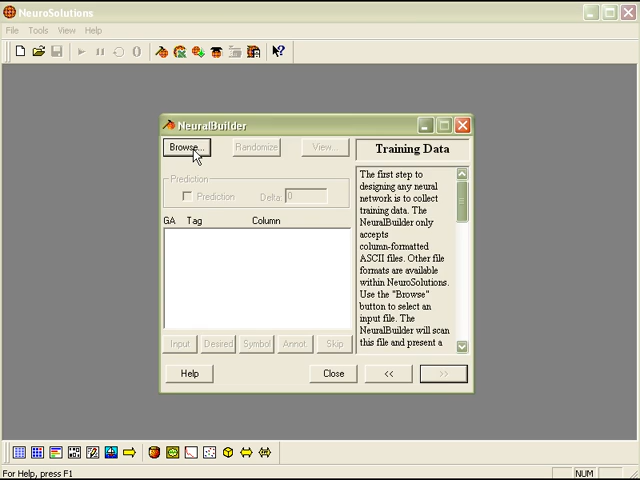 NeuroSolutions
File Tools View Help
NeuralBuilder
Browse... Randomize View...
Training Data
Prediction
Prediction Delta: 0
GA Tag Column
The first step to
designing any neural
network is to collect
training data. The
NeuralBuilder only
accepts
column-formatted
ASCII files. Other file
formats are available
within NeuroSolutions.
Use the "Browse"
button to select an
input file. The
NeuralBuilder will scan
this file and present a
Input Desired Symbol Annot. Skip
Help Close << >>
For Help, press F1
NUM